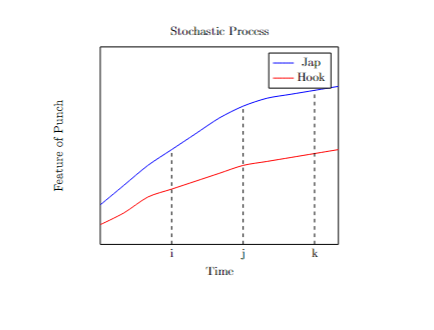 Stochastic Process
Jap
Hook
Feature of Punch
i j k
Time